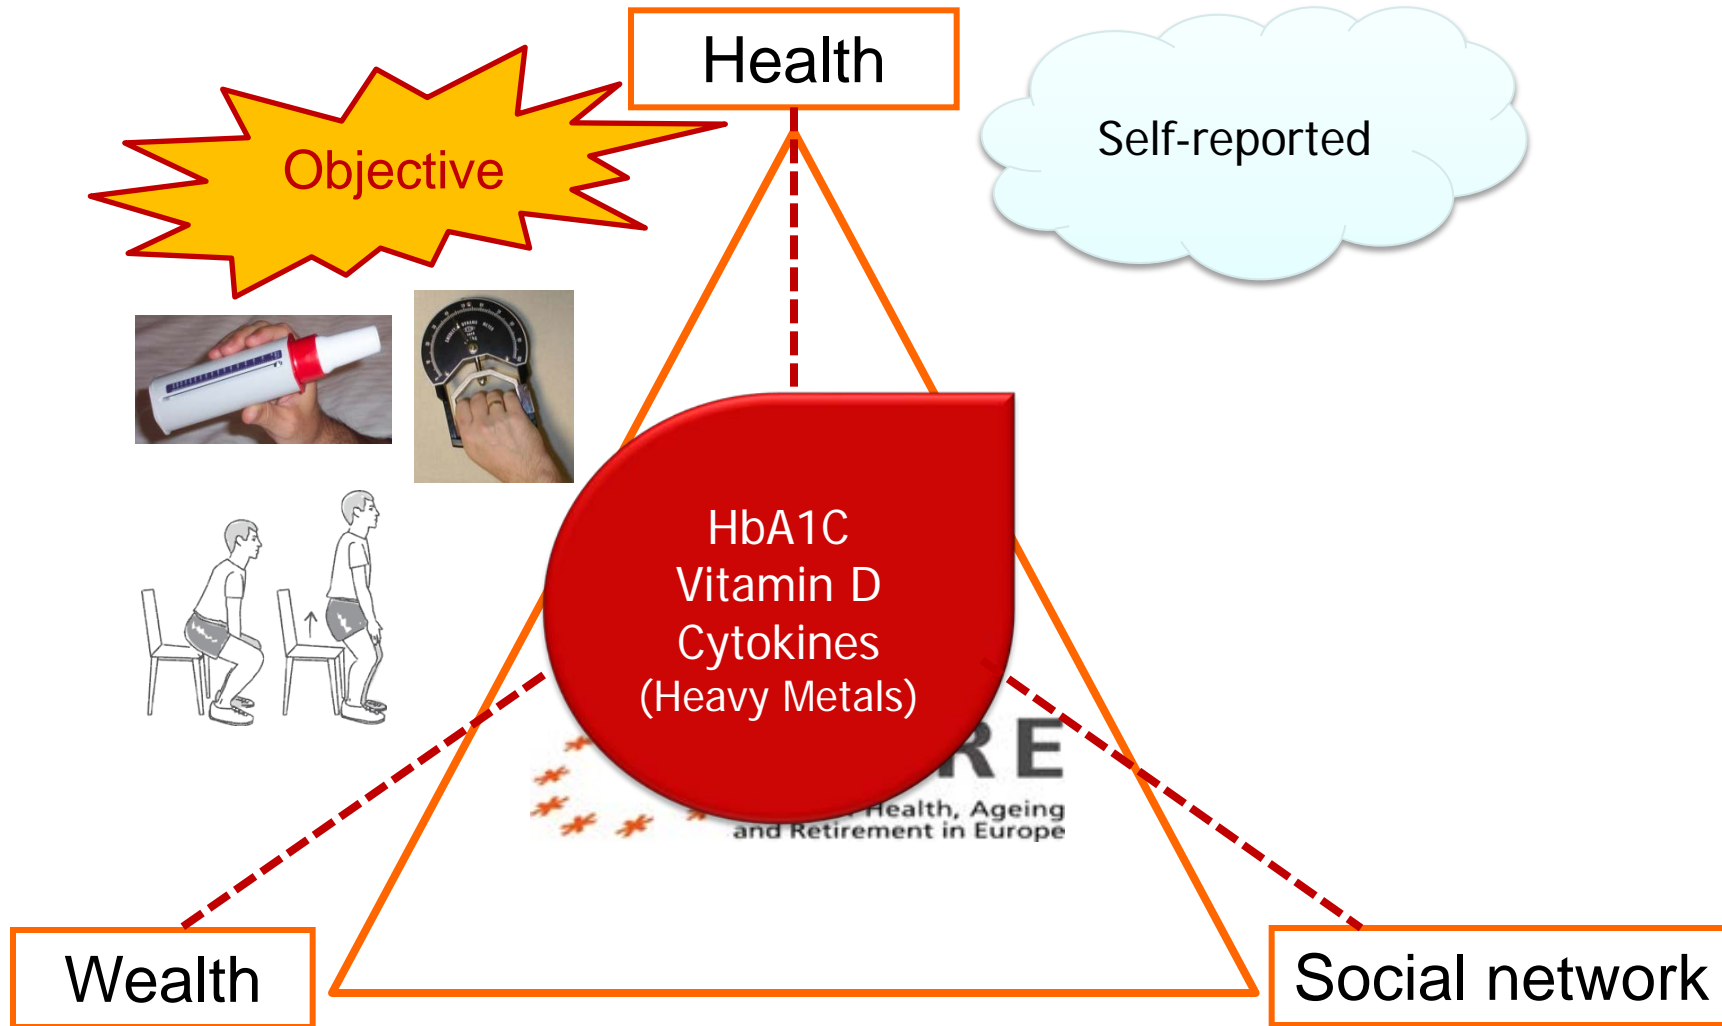 Health
Self-reported
Objective
HbA1C
Vitamin D
Cytokines
(Heavy Metals)
RE
Health, Ageing
and Retirement in Europe
Wealth
Social network